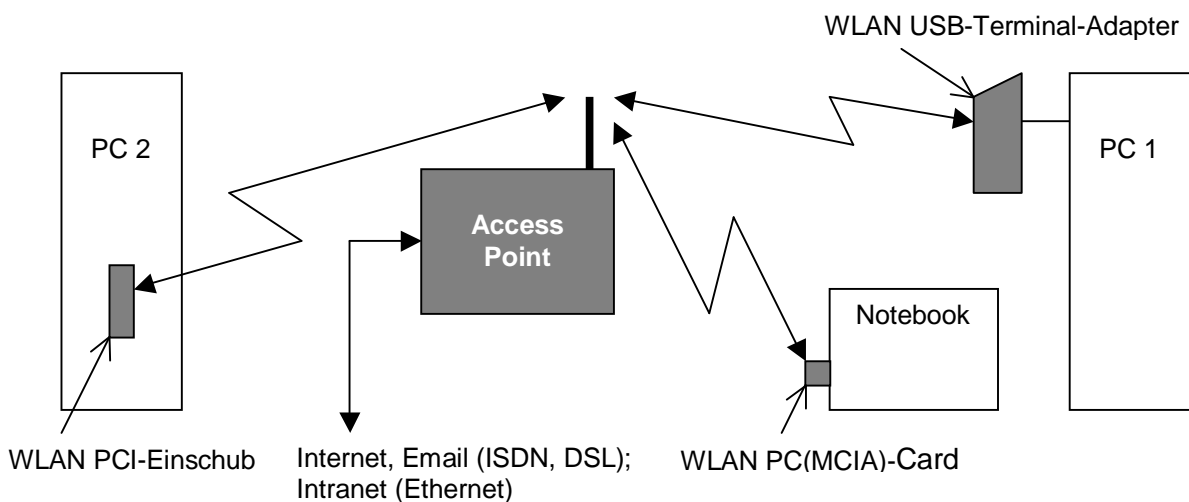 WLAN USB-Terminal-Adapter
PC 2
PC 1
Access
Point
Notebook
WLAN PCI-Einschub
Internet, Email (ISDN, DSL);
Intranet (Ethernet)
WLAN PC(MCIA)-Card